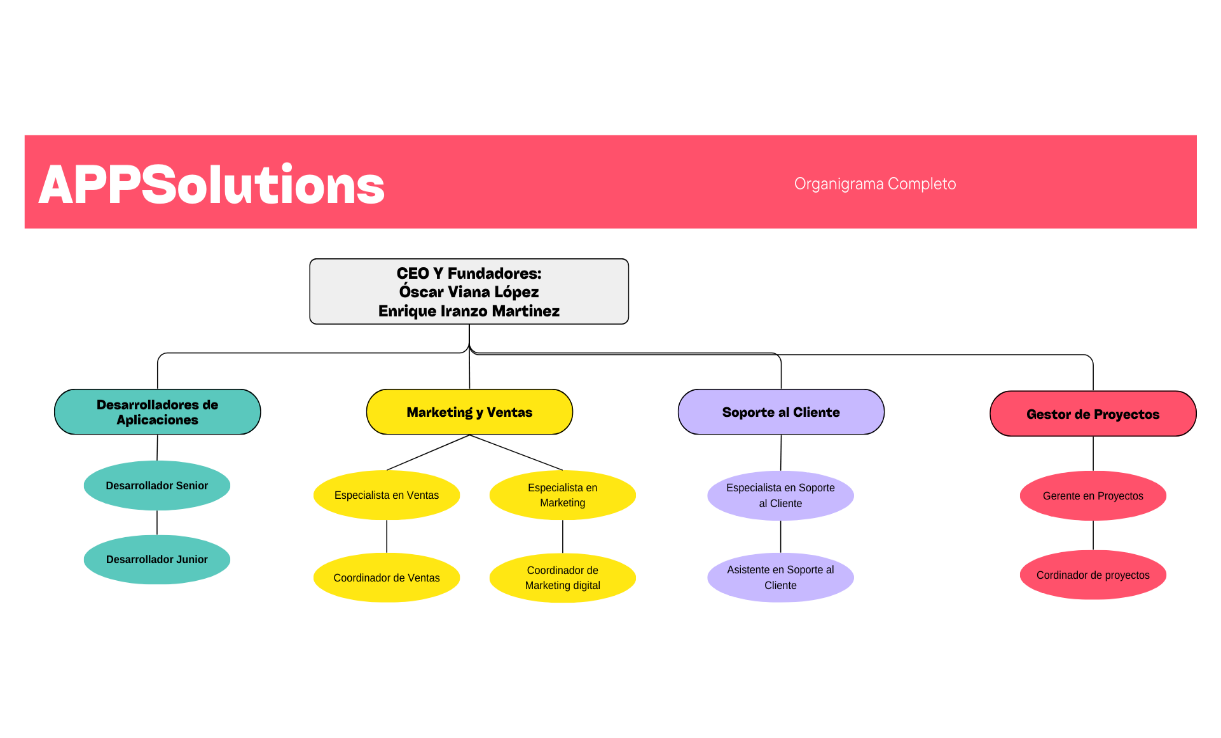 APPSolutions
Organigrama Completo
CEO Y Fundadores:
Óscar Viana López
Enrique Iranzo Martinez
Desarrolladores de
Aplicaciones
Marketing y Ventas
Soporte al Cliente
Gestor de Proyectos
Desarrollador Senior
Especialista en Ventas
Especialista en
Marketing
Especialista en Soporte
al Cliente
Gerente en Proyectos
Desarrollador Junior
Coordinador de Ventas
Coordinador de
Marketing digital
Asistente en Soporte al
Cliente
Cordinador de proyectos